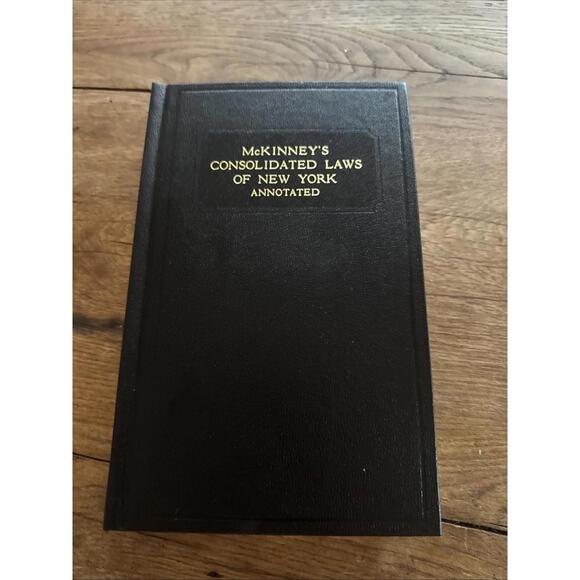 McKINNEY'S
CONSOLIDATED LAWS
OF NEW YORK
ANNOTATED